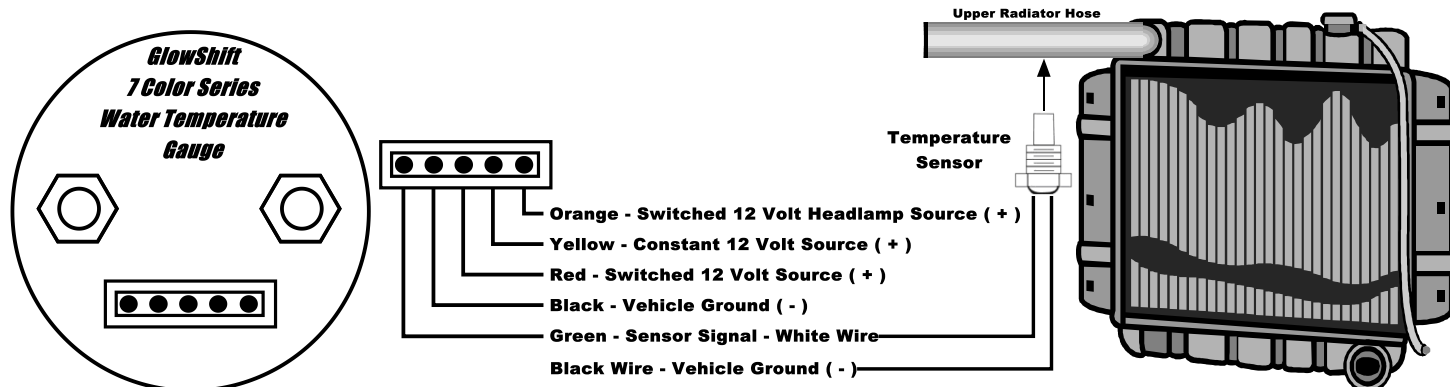 GlowShift
7 Color Series
Water Temperature
Gauge
Upper Radiator Hose
Temperature
Sensor
Orange - Switched 12 Volt Headlamp Source ( + )
Yellow - Constant 12 Volt Source ( + )
Red - Switched 12 Volt Source ( + )
Black - Vehicle Ground ( - )
Green - Sensor Signal - White Wire
Black Wire - Vehicle Ground ( - )